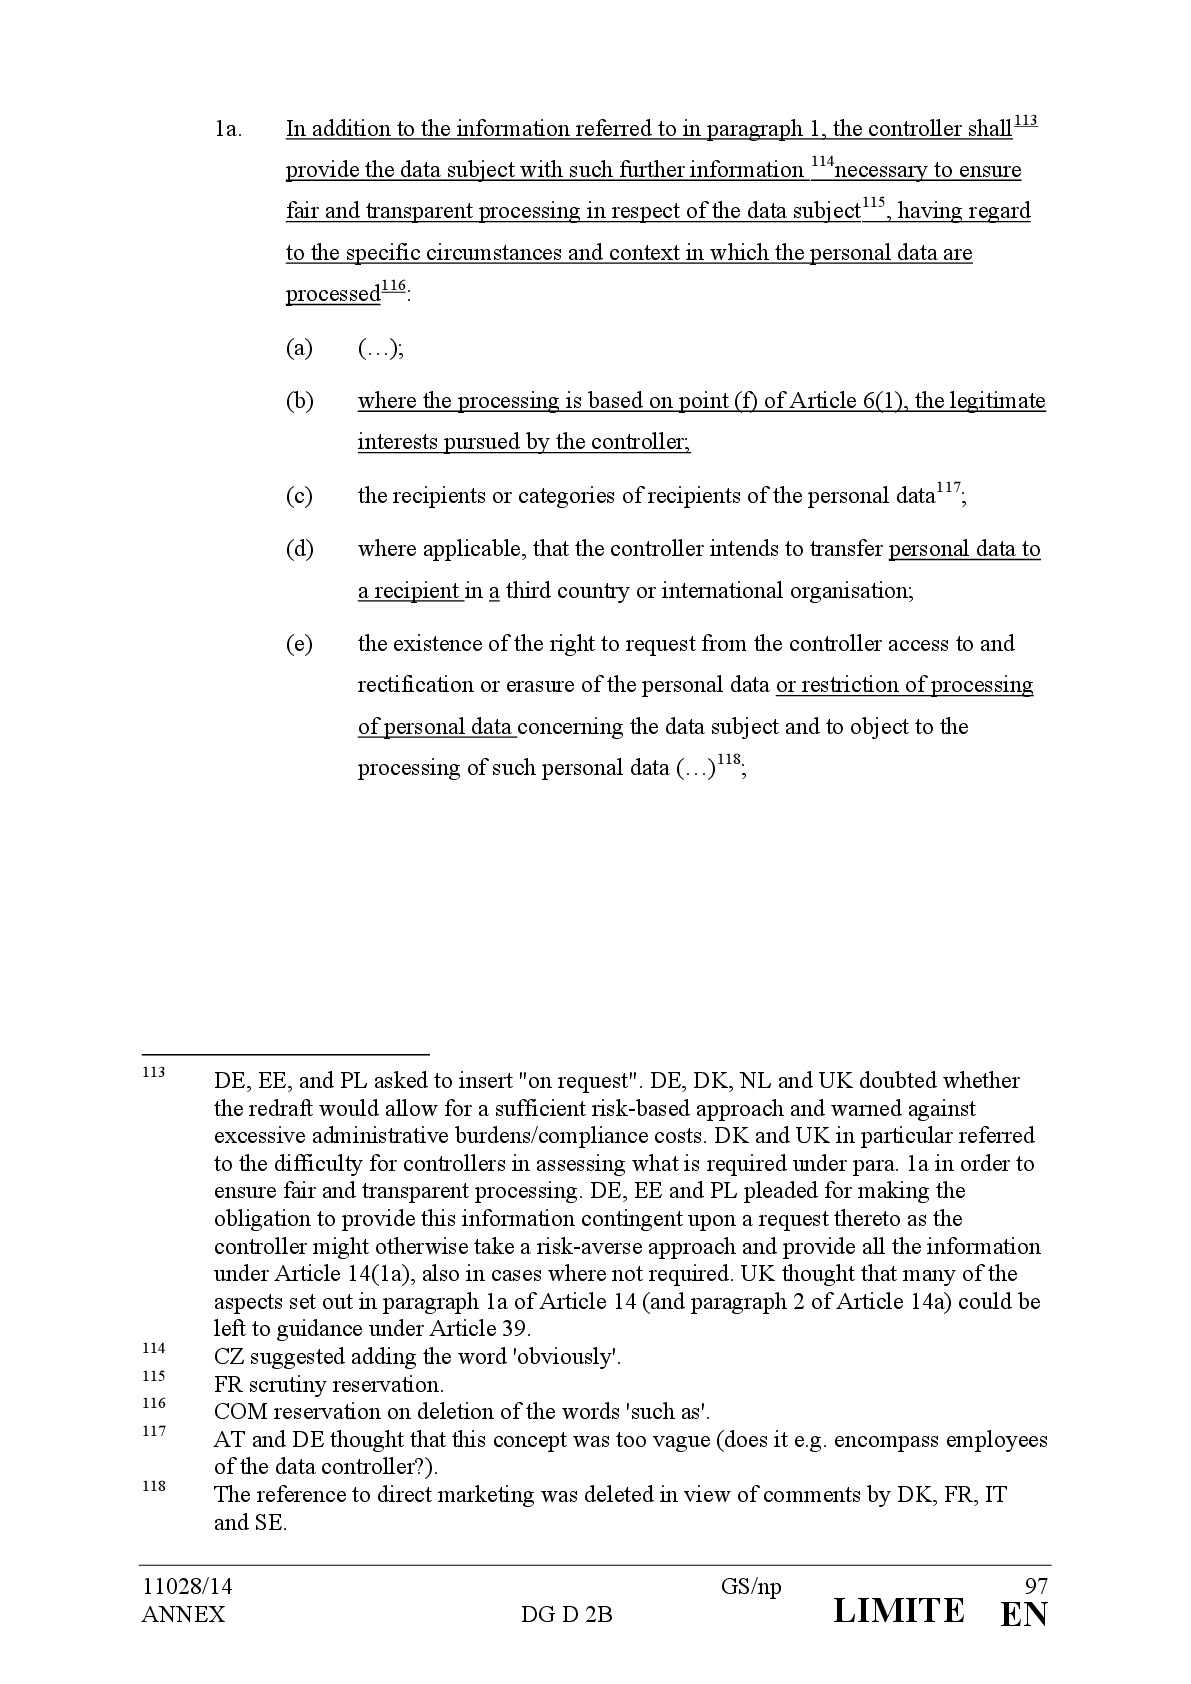 1a. In addition to the information referred to in paragraph 1, the controller shall113
provide the data subject with such further information 114necessary to ensure
fair and transparent processing in respect of the data subject115, having regard
to the specific circumstances and context in which the personal data are
processed116:
(a) (…);
(b) where the processing is based on point (f) of Article 6(1), the legitimate
interests pursued by the controller;
(c) the recipients or categories of recipients of the personal data117;
(d) where applicable, that the controller intends to transfer personal data to
a recipient in a third country or international organisation;
(e) the existence of the right to request from the controller access to and
rectification or erasure of the personal data or restriction of processing
of personal data concerning the data subject and to object to the
processing of such personal data (…)118;
113 DE, EE, and PL asked to insert "on request". DE, DK, NL and UK doubted whether
the redraft would allow for a sufficient risk-based approach and warned against
excessive administrative burdens/compliance costs. DK and UK in particular referred
to the difficulty for controllers in assessing what is required under para. 1a in order to
ensure fair and transparent processing. DE, EE and PL pleaded for making the
obligation to provide this information contingent upon a request thereto as the
controller might otherwise take a risk-averse approach and provide all the information
under Article 14(1a), also in cases where not required. UK thought that many of the
aspects set out in paragraph 1a of Article 14 (and paragraph 2 of Article 14a) could be
left to guidance under Article 39.
114 CZ suggested adding the word 'obviously'.
115 FR scrutiny reservation.
116 COM reservation on deletion of the words 'such as'.
117 AT and DE thought that this concept was too vague (does it e.g. encompass employees
of the data controller?).
118 The reference to direct marketing was deleted in view of comments by DK, FR, IT
and SE.
11028/14 GS/np 97
ANNEX DG D 2B LIMITE EN